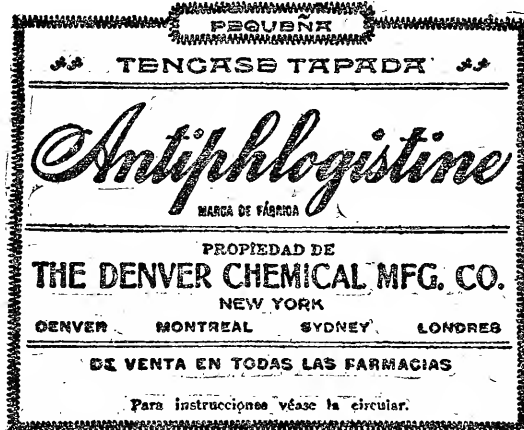 PEQUEÑA
TENGASE TAPADA
Antiphlogistine
MARCA DE FÁBRICA
PROPIEDAD DE
THE DENVER CHEMICAL MFG. CO.
NEW YORK
DENVER MONTREAL SYDNEY LONDRES
DE VENTA EN TODAS LAS FARMACIAS
Para instrucciones véase la circular.